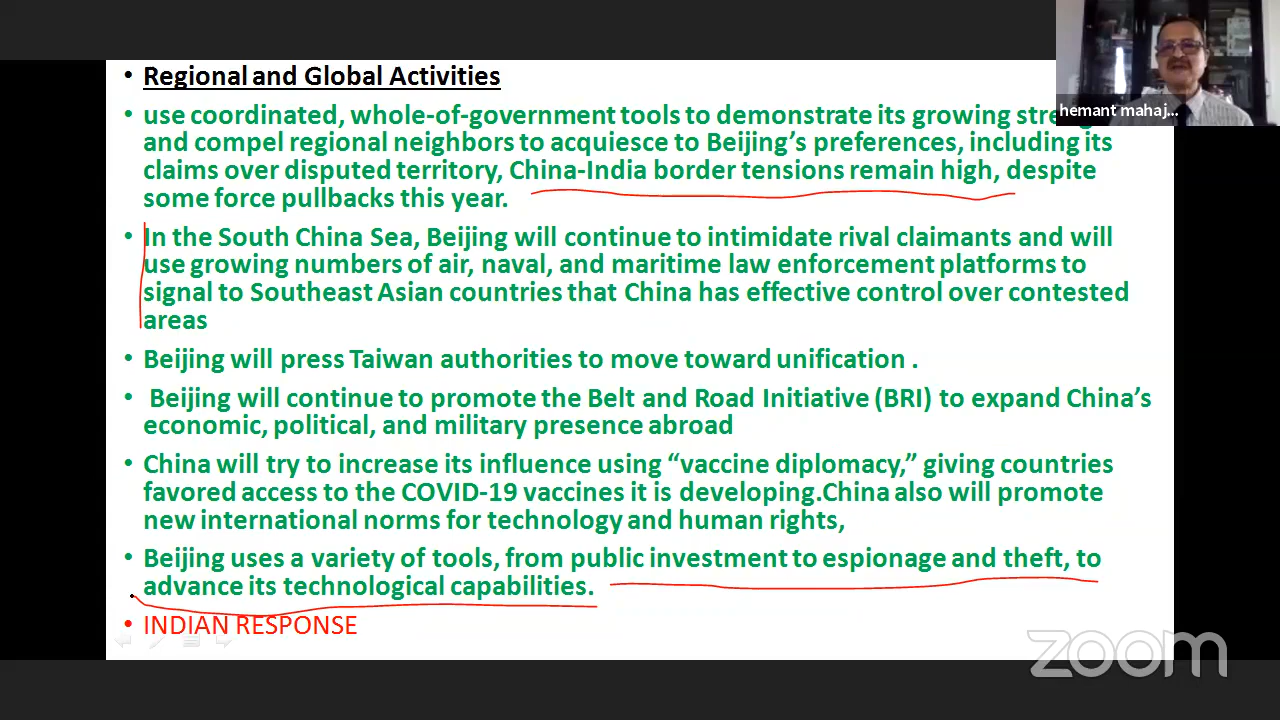 Regional and Global Activities
use coordinated, whole-of-government tools to demonstrate its growing
and compel regional neighbors to acquiesce to Beijing’s preferences, including its
claims over disputed territory, China-India border tensions remain high, despite
some force pullbacks this year.
In the South China Sea, Beijing will continue to intimidate rival claimants and will
use growing numbers of air, naval, and maritime law enforcement platforms to
signal to Southeast Asian countries that China has effective control over contested
areas
Beijing will press Taiwan authorities to move toward unification .
Beijing will continue to promote the Belt and Road Initiative (BRI) to expand China’s
economic, political, and military presence abroad
China will try to increase its influence using “vaccine diplomacy,” giving countries
favored access to the COVID-19 vaccines it is developing.China also will promote
new international norms for technology and human rights,
Beijing uses a variety of tools, from public investment to espionage and theft, to
advance its technological capabilities.
INDIAN RESPONSE
hemant mahaj...
zoom